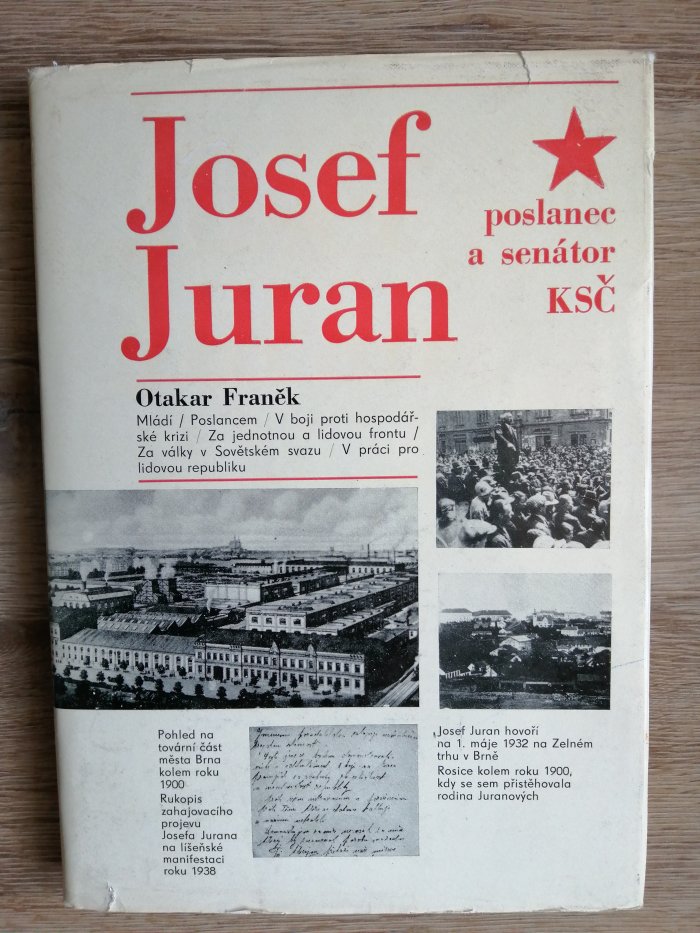 Josef
Juran
poslanec
a senátor
KSČ
Otakar Franěk
Mládí / Poslancem / V boji proti hospodář-
ské krizi / Za jednotnou a lidovou frontu /
Za války v Sovětském svazu / V práci pro
lidovou republiku
Pohled na
tovární část
města Brna
kolem roku
1900
Rukopis
zahajovacího
projevu
Josefa Jurana
na líšeňské
manifestaci
roku 1938
Josef Juran hovoří
na 1. máje 1932 na Zelném
trhu v Brně
Rosice kolem roku 1900,
kdy se sem přistěhovala
rodina Juranových